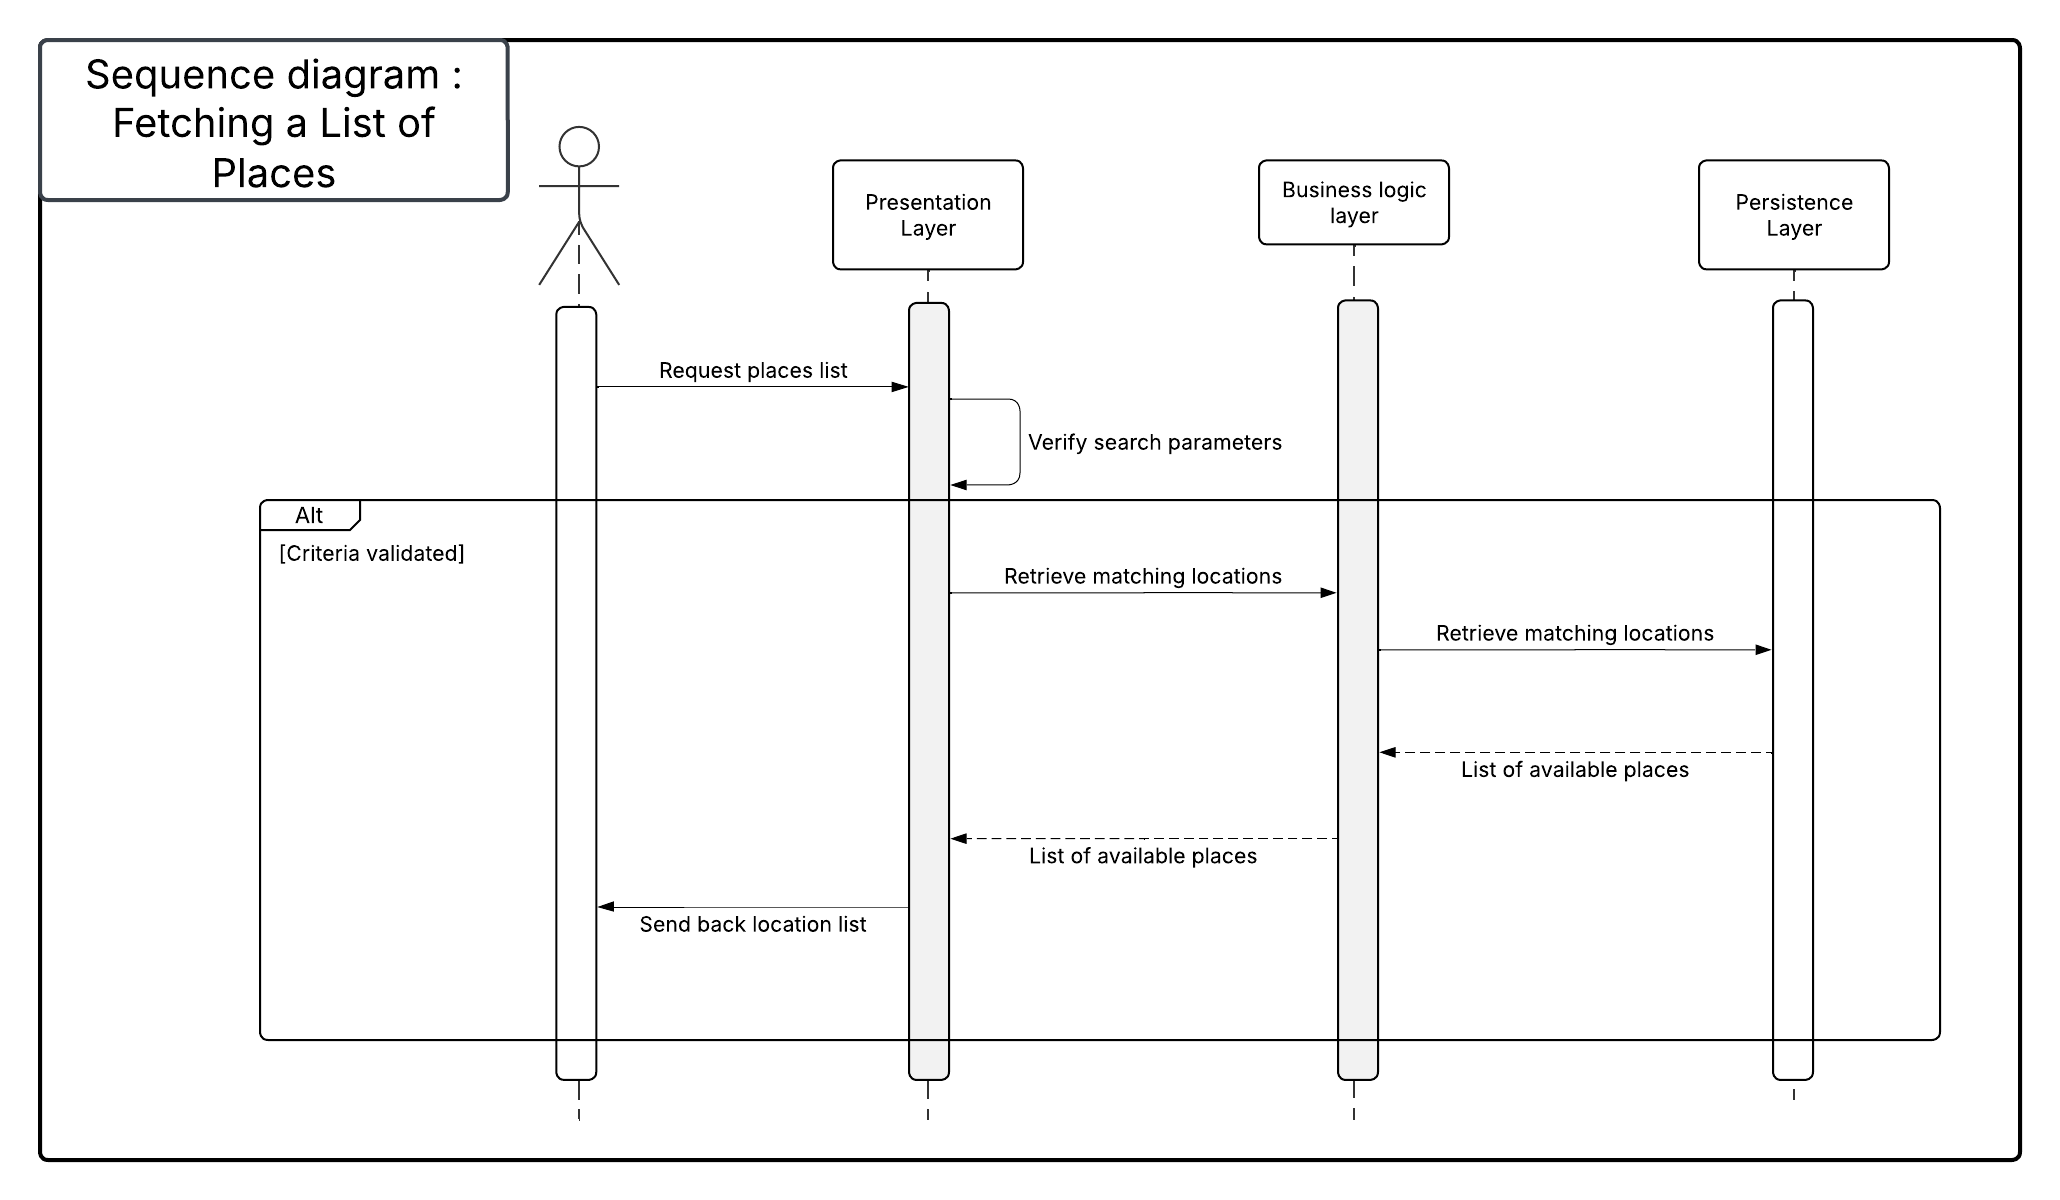 Sequence diagram :
Fetching a List of
Places
Presentation
Layer
Business logic
layer
Persistence
Layer
Request places list
Verify search parameters
Alt
[Criteria validated]
Retrieve matching locations
Retrieve matching locations
List of available places
List of available places
Send back location list